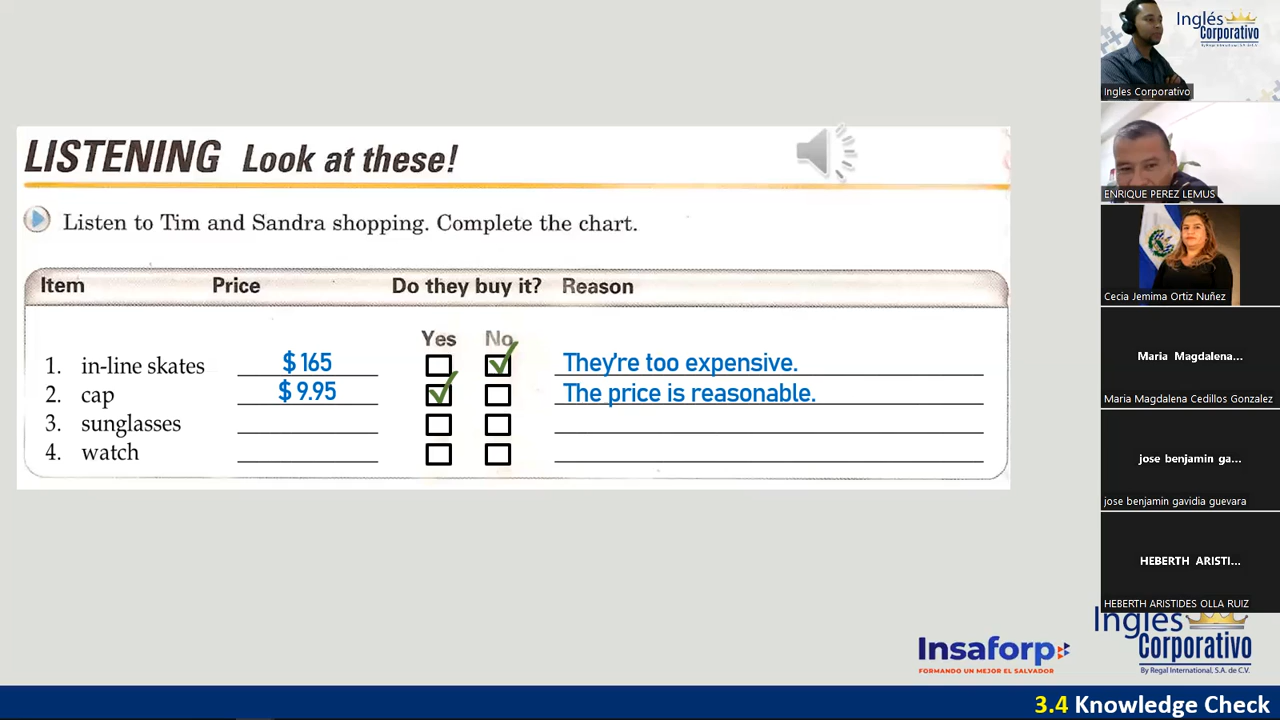 LISTENING Look at these!
Listen to Tim and Sandra shopping. Complete the chart.
Item Price Do they buy it? Reason
Yes No
1. in-line skates $ 165 They're too expensive.
2. cap $ 9.95 The price is reasonable.
3. sunglasses
4. watch
Inglés
Corporativo
By Regal International, S.A. de C.V.
Ingles Corporativo
ENRIQUE PEREZ LEMUS
Cecia Jemima Ortiz Nuñez
Maria Magdalena...
Maria Magdalena Cedillos Gonzalez
jose benjamin ga...
jose benjamin gavidia guevara
HEBERTH ARISTI...
HEBERTH ARISTIDES OLLA RUIZ
Insaforp
FORMANDO UN MEJOR EL SALVADOR
Inglés
Corporativo
By Regal International, S.A. de C.V.
3.4 Knowledge Check